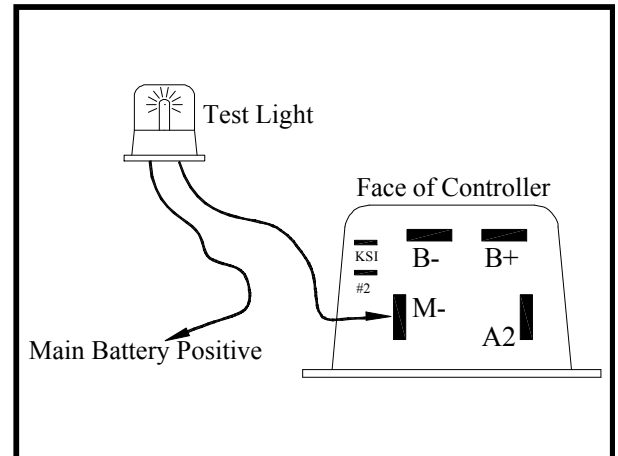 Test Light
Face of Controller
KSI
B-
B+
#2
M-
A2
Main Battery Positive